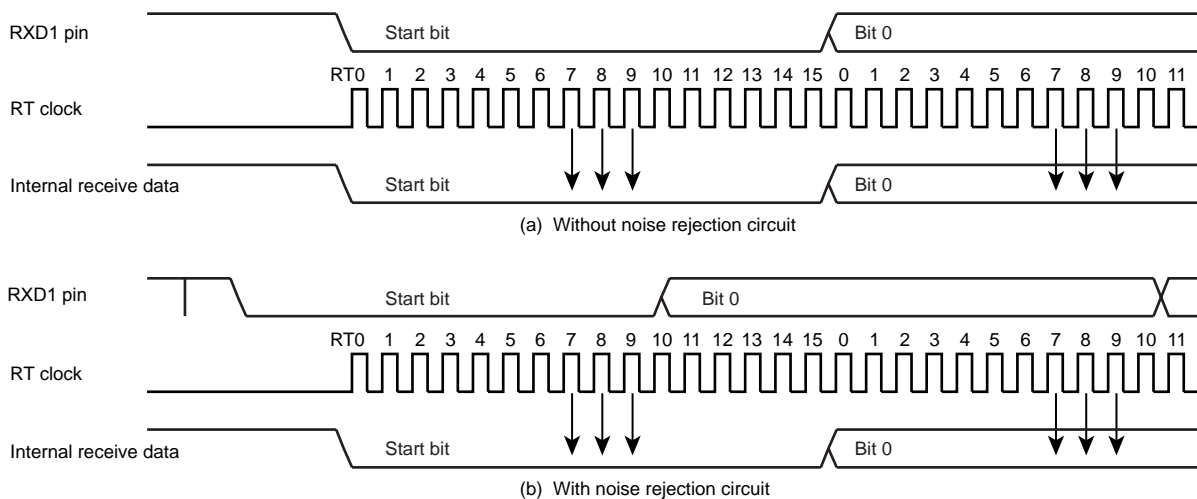 RXD1 pin Start bit Bit 0
RT0 1 2 3 4 5 6 7 8 9 10 11 12 13 14 15 0 1 2 3 4 5 6 7 8 9 10 11
RT clock
Internal receive data Start bit Bit 0
(a) Without noise rejection circuit
RXD1 pin Start bit Bit 0
RT0 1 2 3 4 5 6 7 8 9 10 11 12 13 14 15 0 1 2 3 4 5 6 7 8 9 10 11
RT clock
Internal receive data Start bit Bit 0
(b) With noise rejection circuit